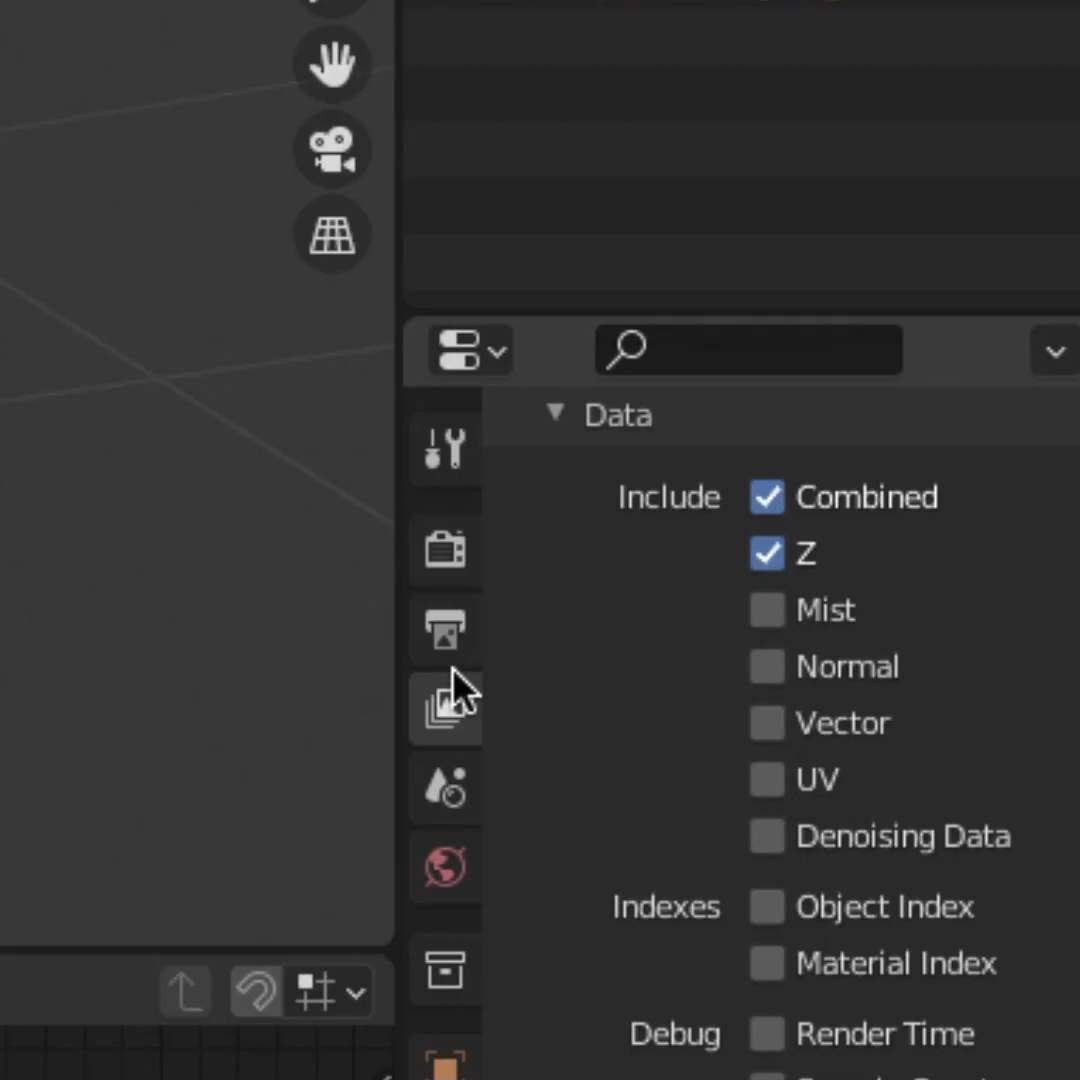 Data
Include Combined
Z
Mist
Normal
Vector
UV
Denoising Data
Indexes Object Index
Material Index
Debug Render Time